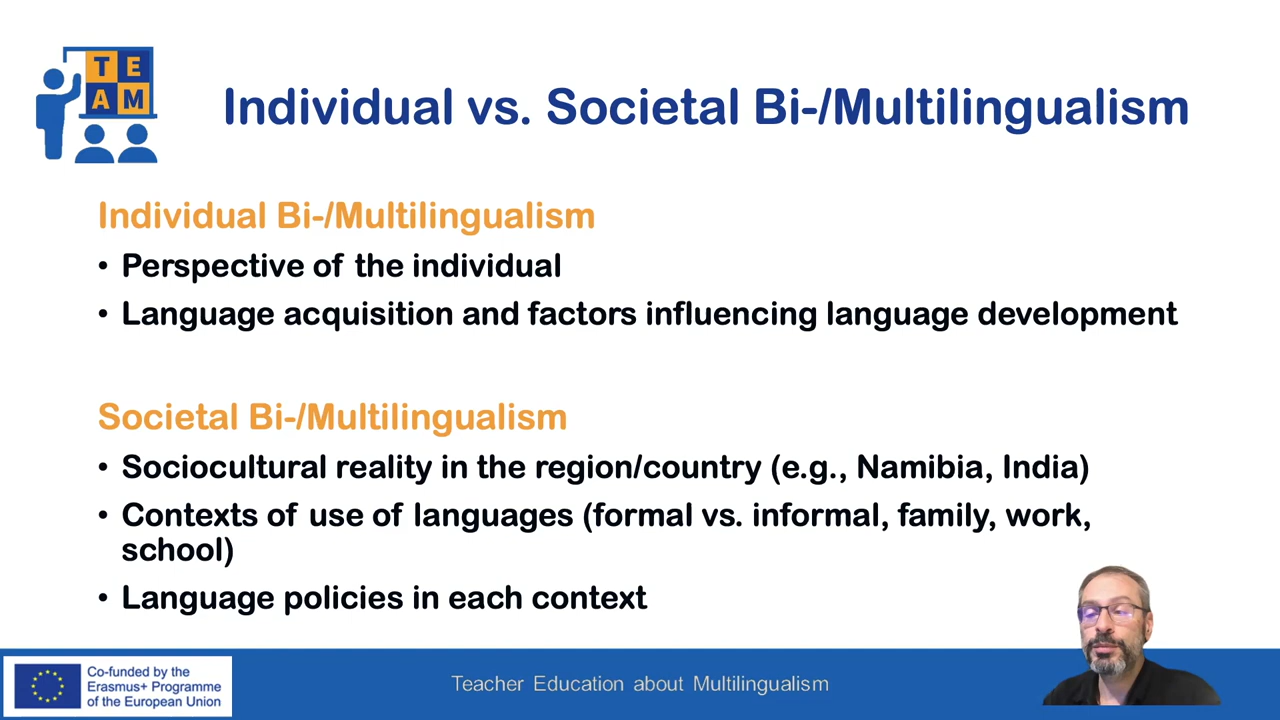 TE
AM
Individual vs. Societal Bi-/Multilingualism
Individual Bi-/Multilingualism
• Perspective of the individual
• Language acquisition and factors influencing language development
Societal Bi-/Multilingualism
• Sociocultural reality in the region/country (e.g., Namibia, India)
• Contexts of use of languages (formal vs. informal, family, work,
school)
• Language policies in each context
Co-funded by the
Erasmus+ Programme
of the European Union
Teacher Education about Multilingualism